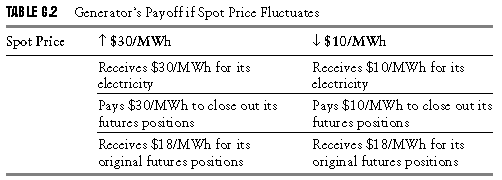 TABLE 6.2 Generator's Payoff if Spot Price Fluctuates
Spot Price ↑ $30/MWh ↓ $10/MWh
Receives $30/MWh for its Receives $10/MWh for its
electricity electricity
Pays $30/MWh to close out its Pays $10/MWh to close out its
futures positions futures positions
Receives $18/MWh for its Receives $18/MWh for its
original futures positions original futures positions